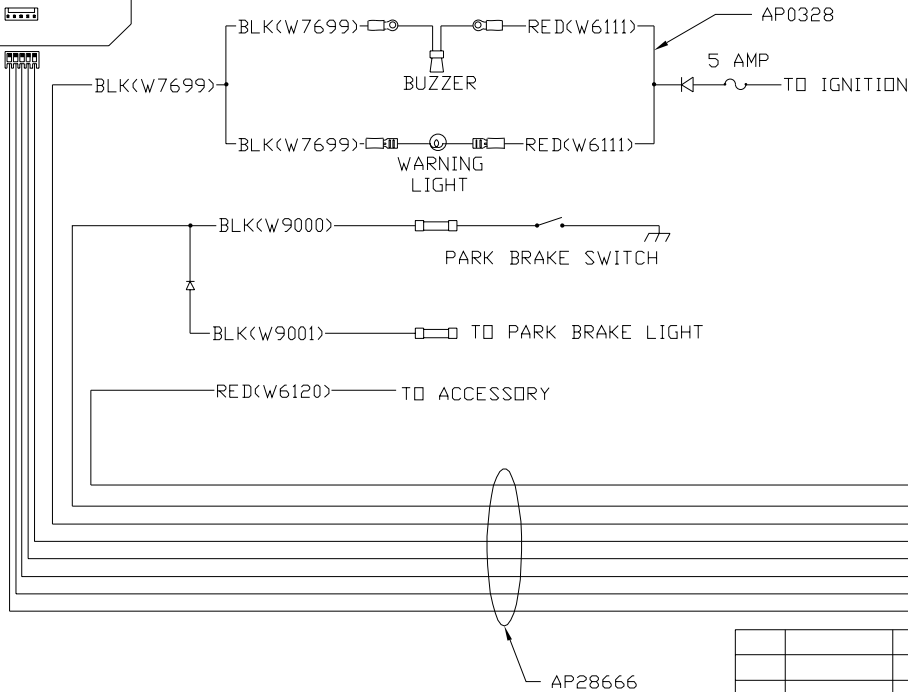 AP0328
BLK(W7699)
RED(W6111)
BUZZER
5 AMP
BLK(W7699)
TO IGNITION
BLK(W7699)
RED(W6111)
WARNING
LIGHT
BLK(W9000)
PARK BRAKE SWITCH
BLK(W9001)
TO PARK BRAKE LIGHT
RED(W6120)
TO ACCESSORY
AP28666